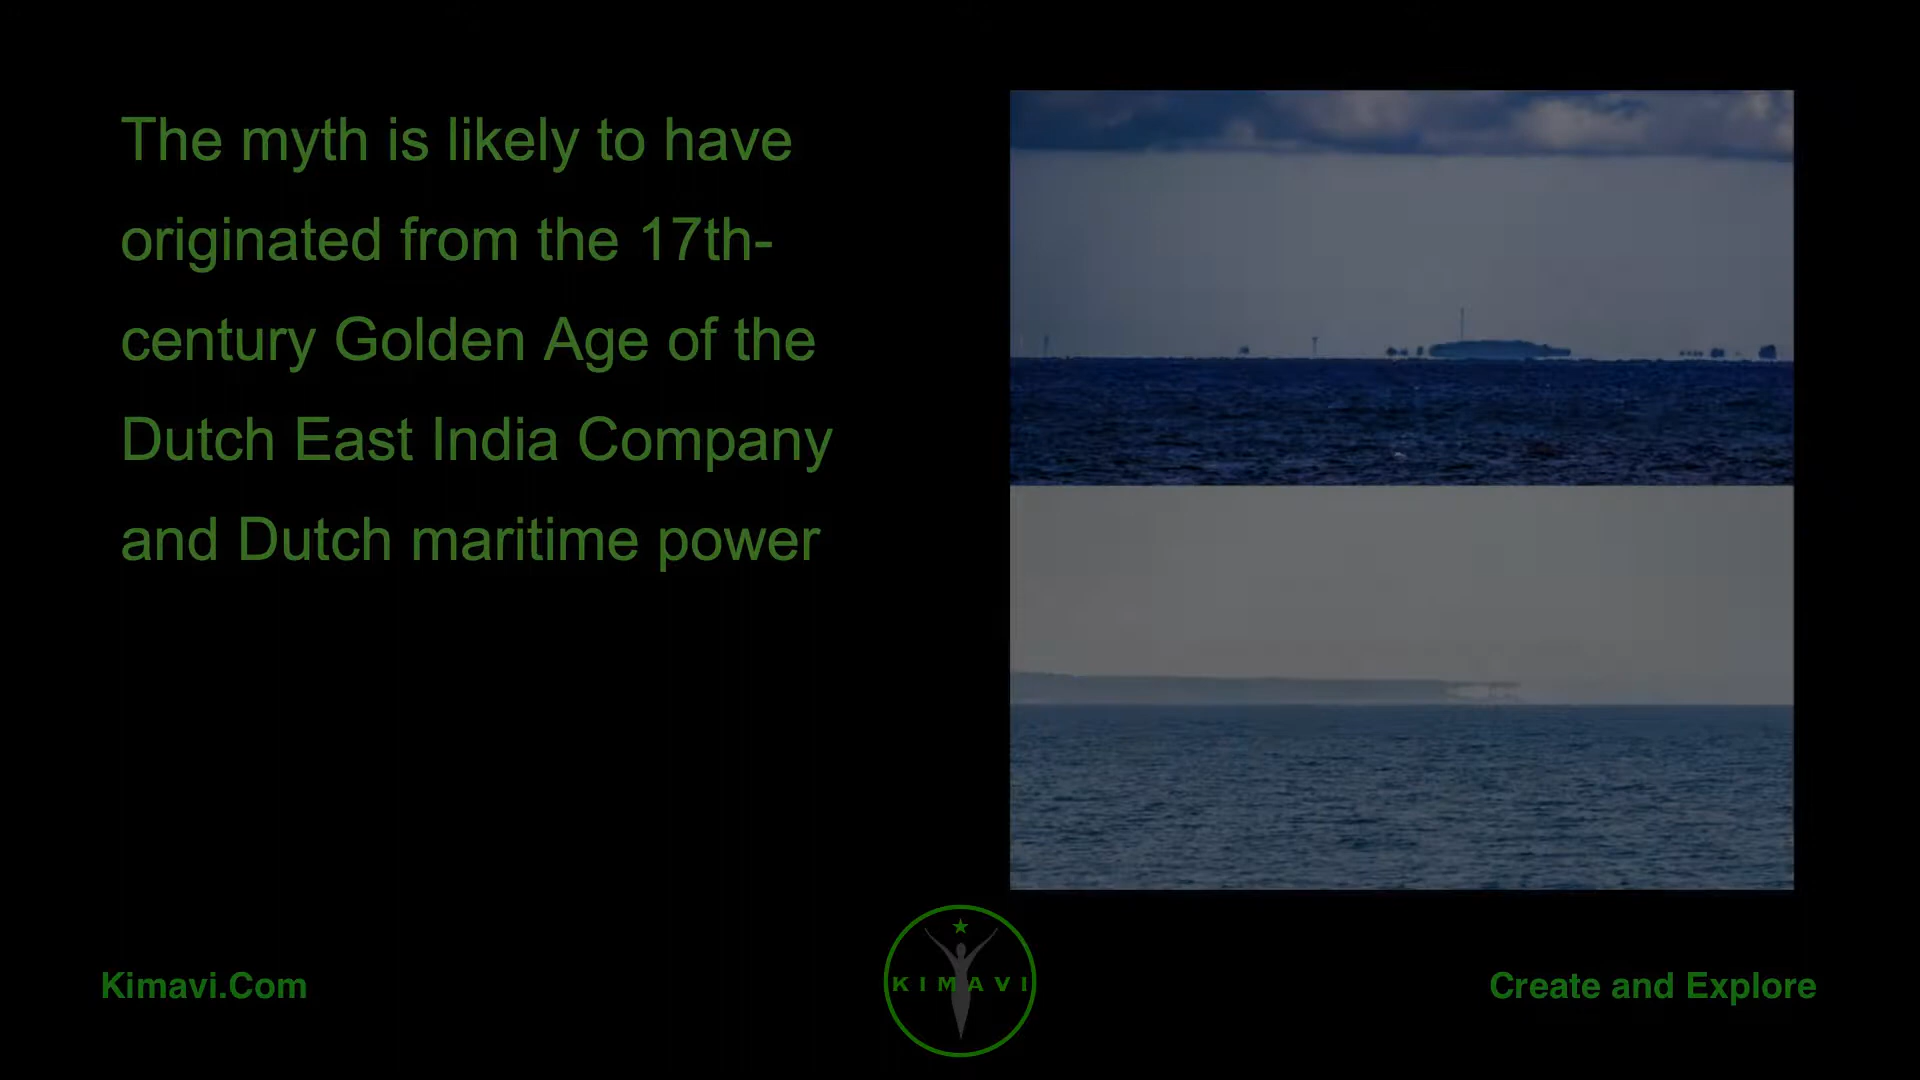 The myth is likely to have
originated from the 17th-
century Golden Age of the
Dutch East India Company
and Dutch maritime power
Kimavi.Com
KIMAVI
Create and Explore